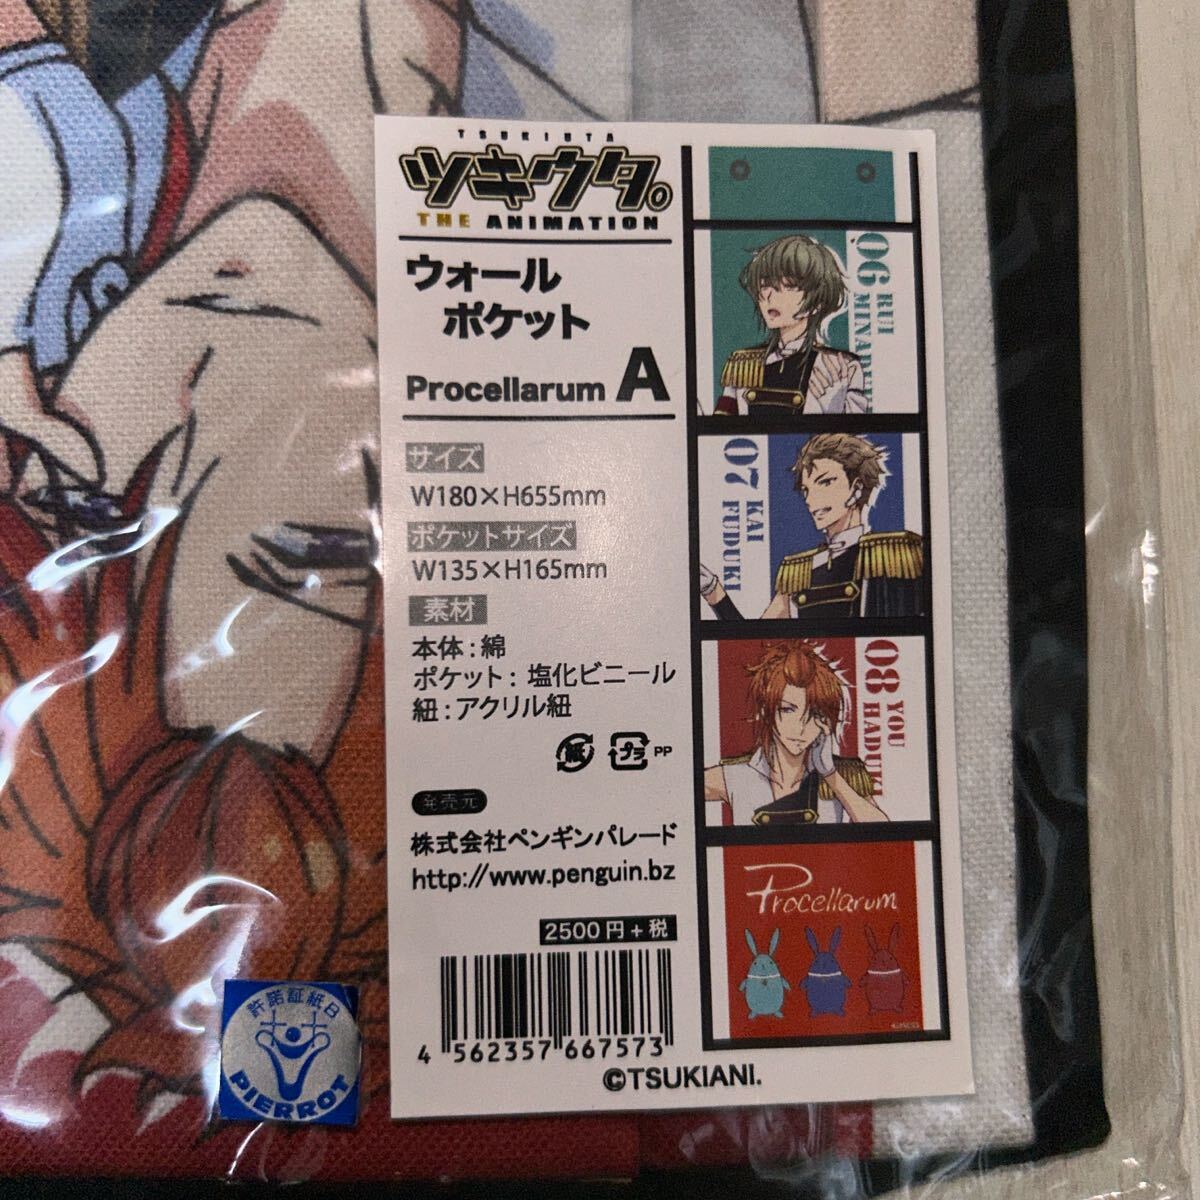 TSUKIUTA
ツキウタ。
THE ANIMATION
ウォール
ポケット
Procellarum A
サイズ
W180×H655mm
ポケットサイズ
W135×H165mm
素材
本体:綿
ポケット:塩化ビニール
紐:アクリル紐
紙 プラ PP
発売元
株式会社ペンギンパレード
http://www.penguin.bz
2500円+税
4 562357 667573
©TSUKIANI.
06 RUI
07 KAI
FUDUKI
08 YOU
HADUKI
Procellarum
許諾証紙B
PIERROT